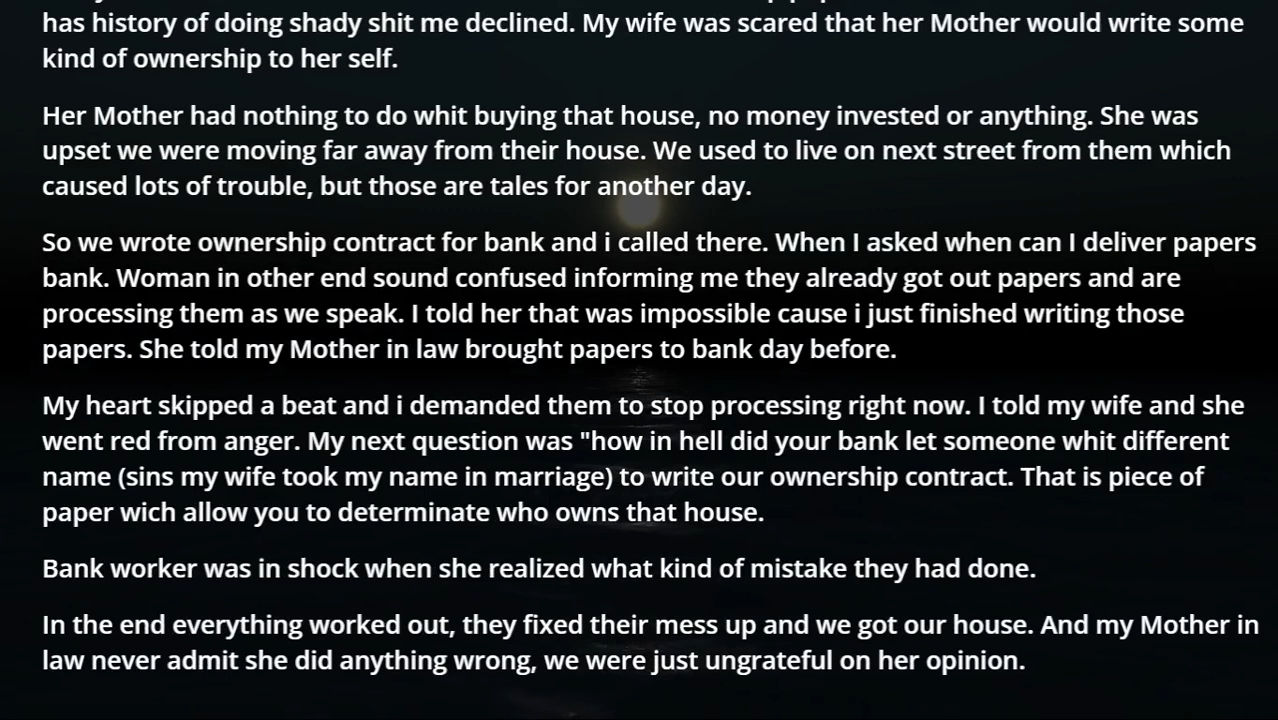 has history of doing shady shit me declined. My wife was scared that her Mother would write some
kind of ownership to her self.
Her Mother had nothing to do whit buying that house, no money invested or anything. She was
upset we were moving far away from their house. We used to live on next street from them which
caused lots of trouble, but those are tales for another day.
So we wrote ownership contract for bank and i called there. When I asked when can I deliver papers
bank. Woman in other end sound confused informing me they already got out papers and are
processing them as we speak. I told her that was impossible cause i just finished writing those
papers. She told my Mother in law brought papers to bank day before.
My heart skipped a beat and i demanded them to stop processing right now. I told my wife and she
went red from anger. My next question was "how in hell did your bank let someone whit different
name (sins my wife took my name in marriage) to write our ownership contract. That is piece of
paper wich allow you to determinate who owns that house.
Bank worker was in shock when she realized what kind of mistake they had done.
In the end everything worked out, they fixed their mess up and we got our house. And my Mother in
law never admit she did anything wrong, we were just ungrateful on her opinion.